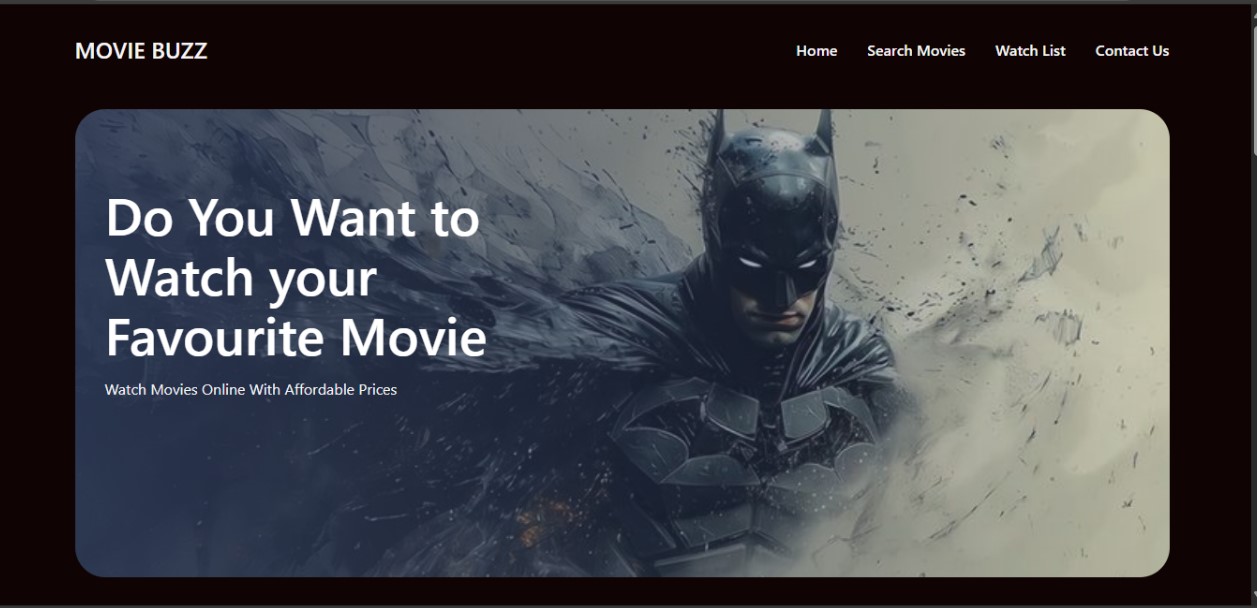 MOVIE BUZZ
Home Search Movies Watch List Contact Us
Do You Want to
Watch your
Favourite Movie
Watch Movies Online With Affordable Prices